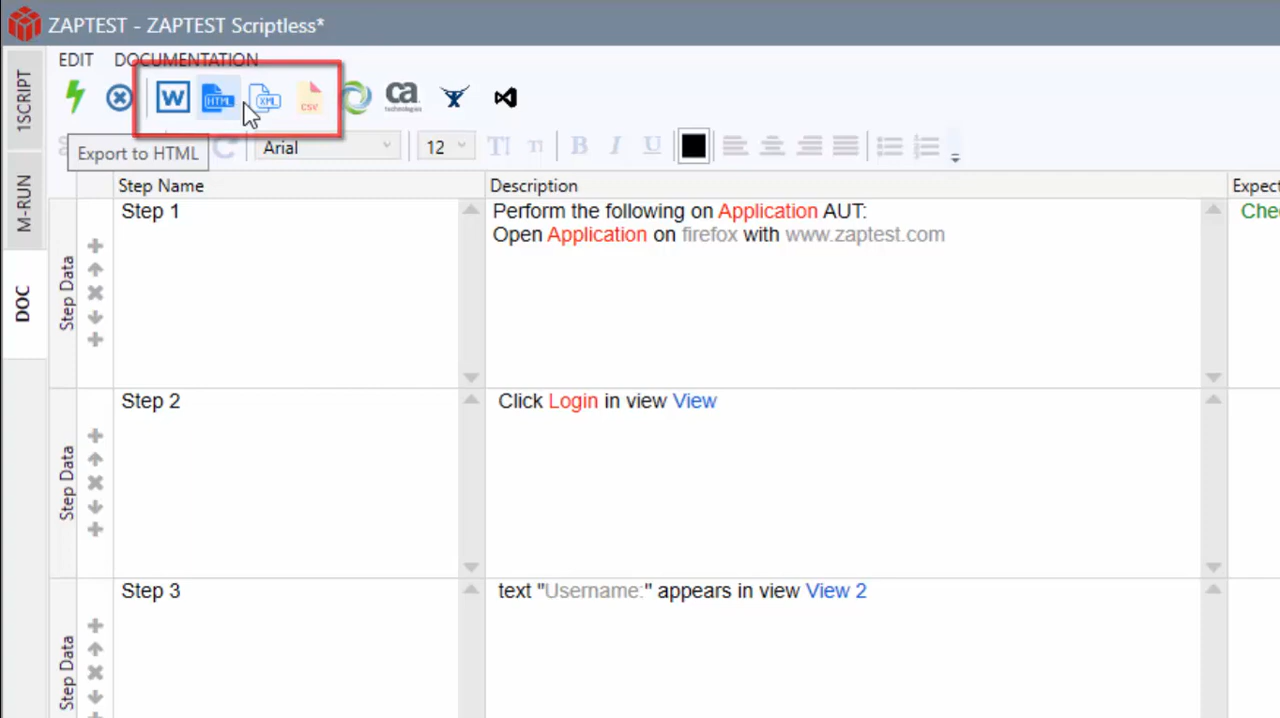 ZAPTEST - ZAPTEST Scriptless*
EDIT DOCUMENTATION
1SCRIPT
M-RUN
DOC
W HTML XML CSV ca technologies
Export to HTML
Arial 12 B I U
Step Name Description Expect
Step Data
Step 1
Perform the following on Application AUT:
Open Application on firefox with www.zaptest.com
Chec
Step Data
Step 2
Click Login in view View
Step Data
Step 3
text "Username:" appears in view View 2